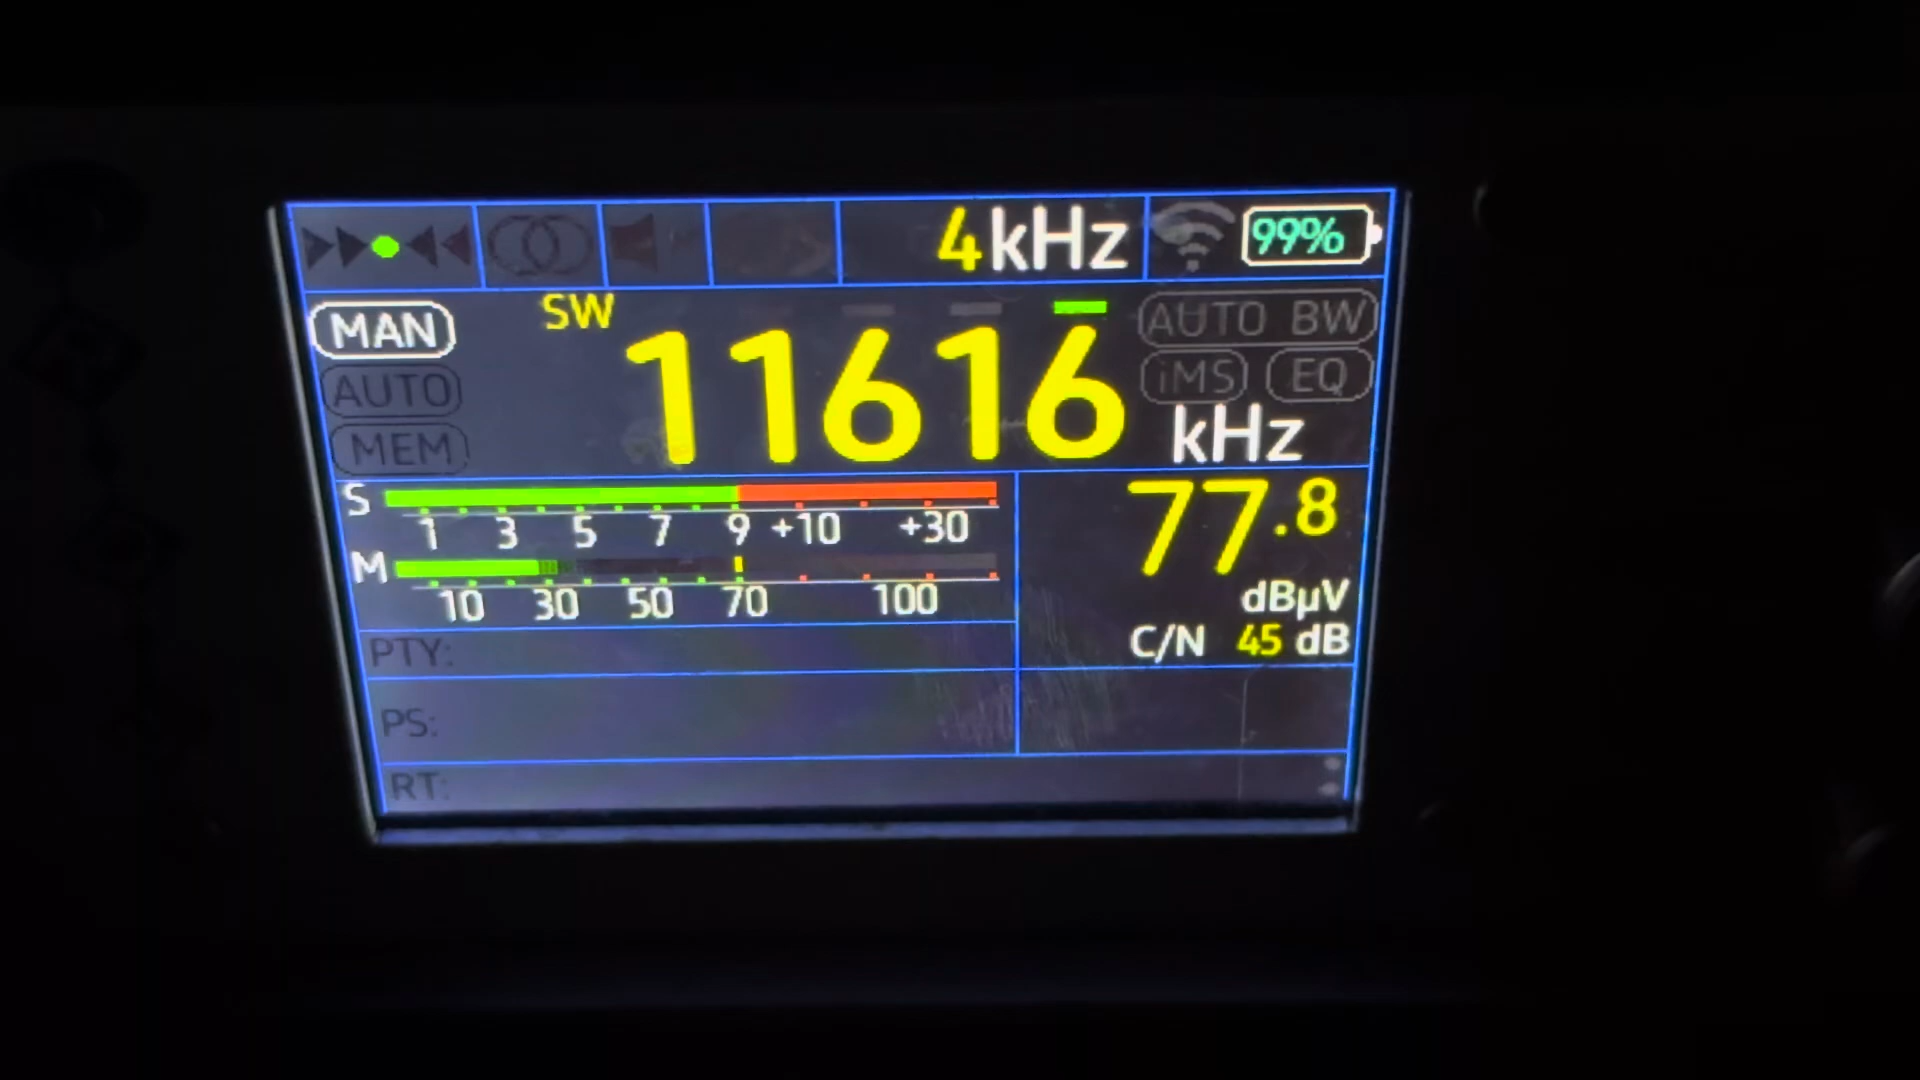 4kHz 99%
MAN SW 11616 kHz AUTO BW
AUTO iMS EQ
MEM
S 1 3 5 7 9 +10 +30
M 10 30 50 70 100
77.8 dBµV
C/N 45 dB
PTY:
PS:
RT: